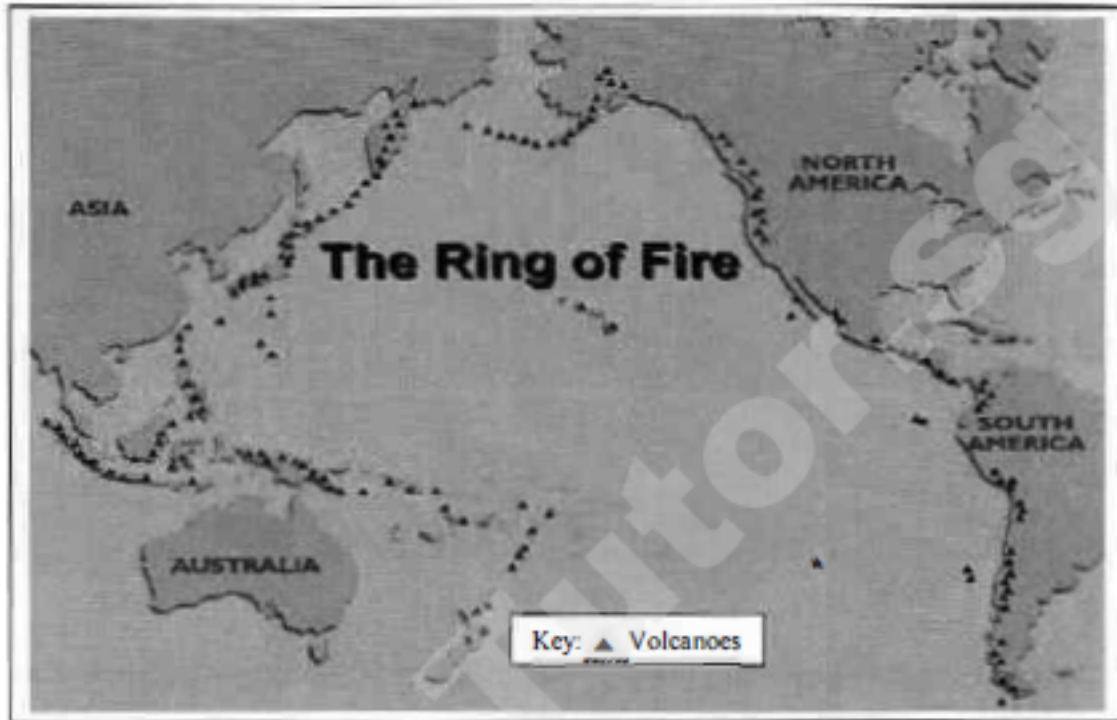 ASIA
NORTH
AMERICA
The Ring of Fire
SOUTH
AMERICA
AUSTRALIA
Key: ▲ Volcanoes